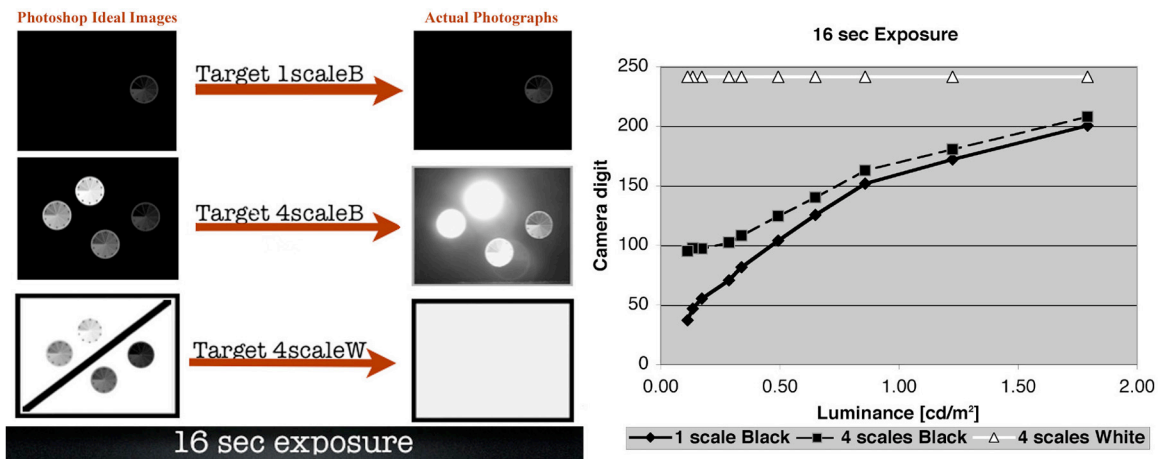 Photoshop Ideal Images
Actual Photographs
Target 1scaleB
Target 4scaleB
Target 4scaleW
16 sec exposure
16 sec Exposure
250
200
150
100
50
0
Camera digit
0.00 0.50 1.00 1.50 2.00
Luminance [cd/m²]
1 scale Black 4 scales Black 4 scales White